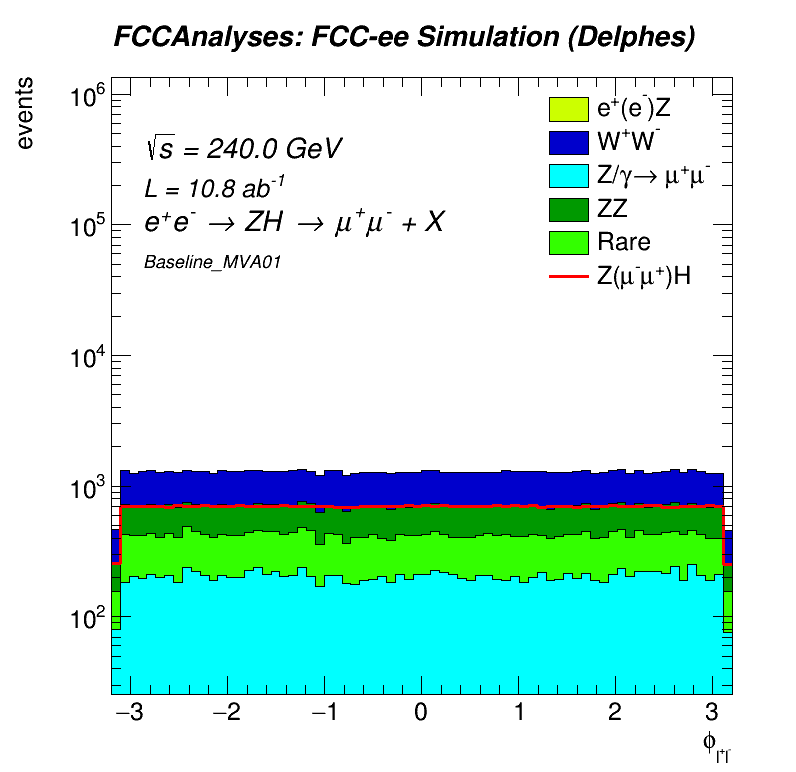 FCCAnalyses: FCC-ee Simulation (Delphes)
events
10⁶
10⁵
10⁴
10³
10²
√s = 240.0 GeV
L = 10.8 ab⁻¹
e⁺e⁻ → ZH → μ⁺μ⁻ + X
Baseline_MVA01
e⁺(e⁻)Z
W⁺W⁻
Z/γ→ μ⁺μ⁻
ZZ
Rare
Z(μ⁻μ⁺)H
−3 −2 −1 0 1 2 3
ϕ_l⁺l⁻